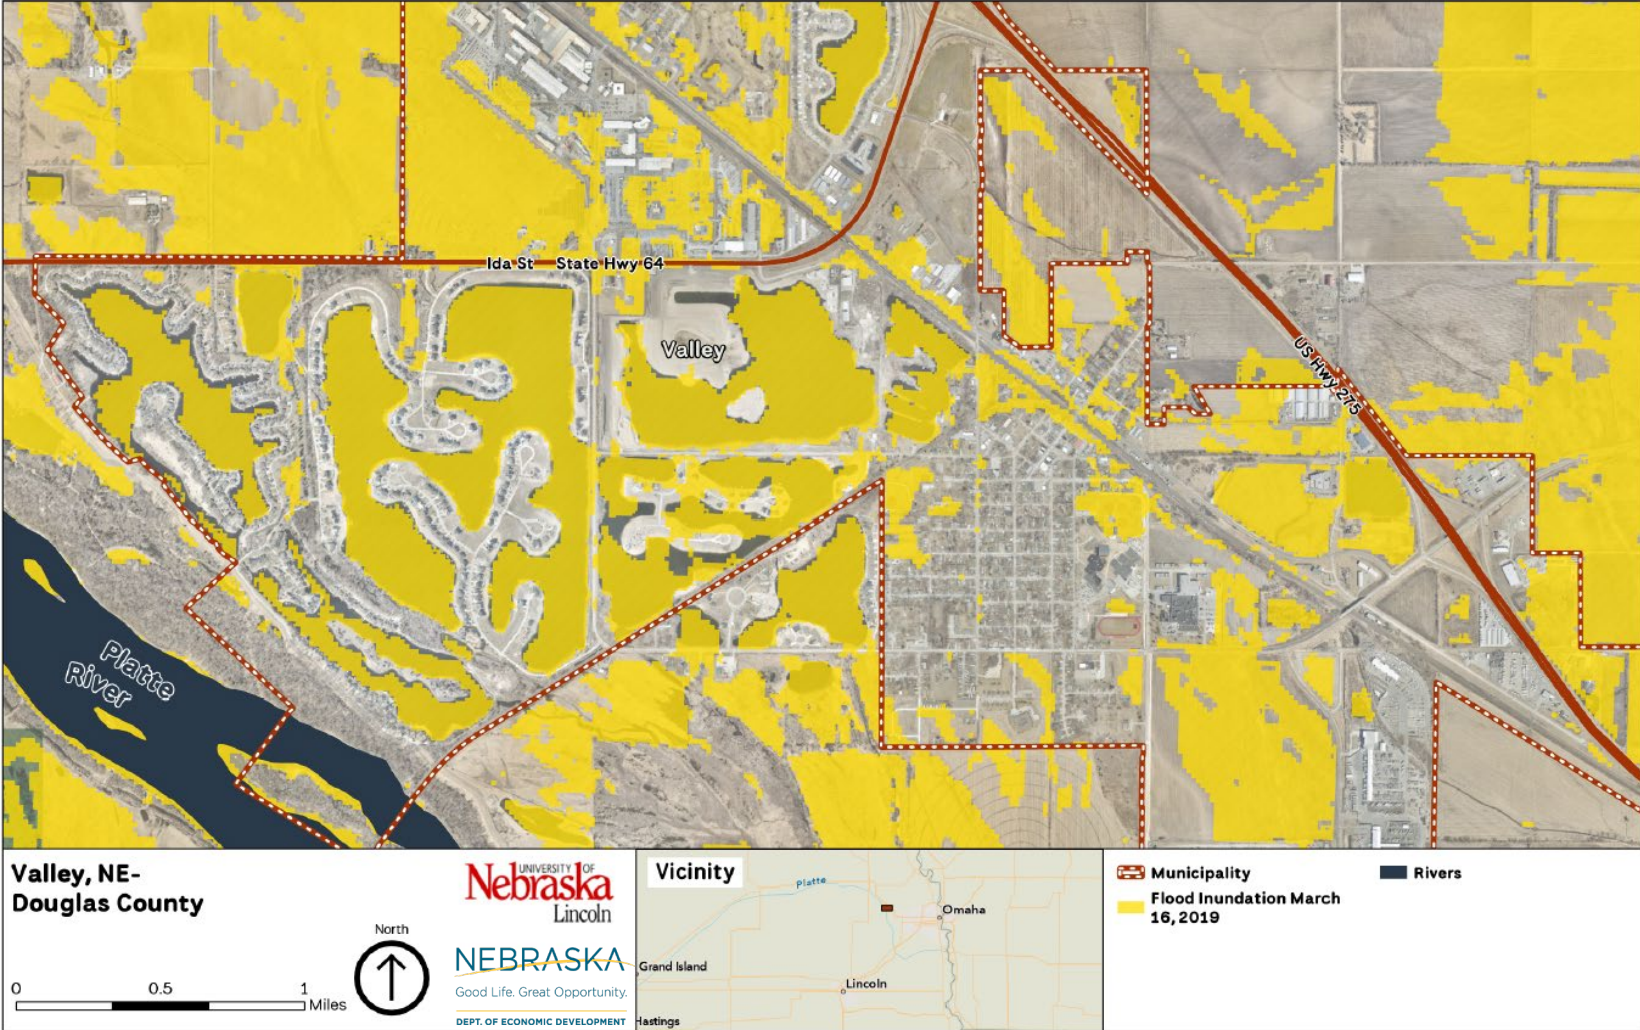 Ida St
State Hwy 64
Valley
US Hwy 275
Platte
River
Valley, NE-
Douglas County
North
0 0.5 1
Miles
UNIVERSITY OF
Nebraska
Lincoln
NEBRASKA
Good Life. Great Opportunity.
DEPT. OF ECONOMIC DEVELOPMENT
Vicinity
Platte
Omaha
Grand Island
Lincoln
Hastings
Municipality
Flood Inundation March
16, 2019
Rivers